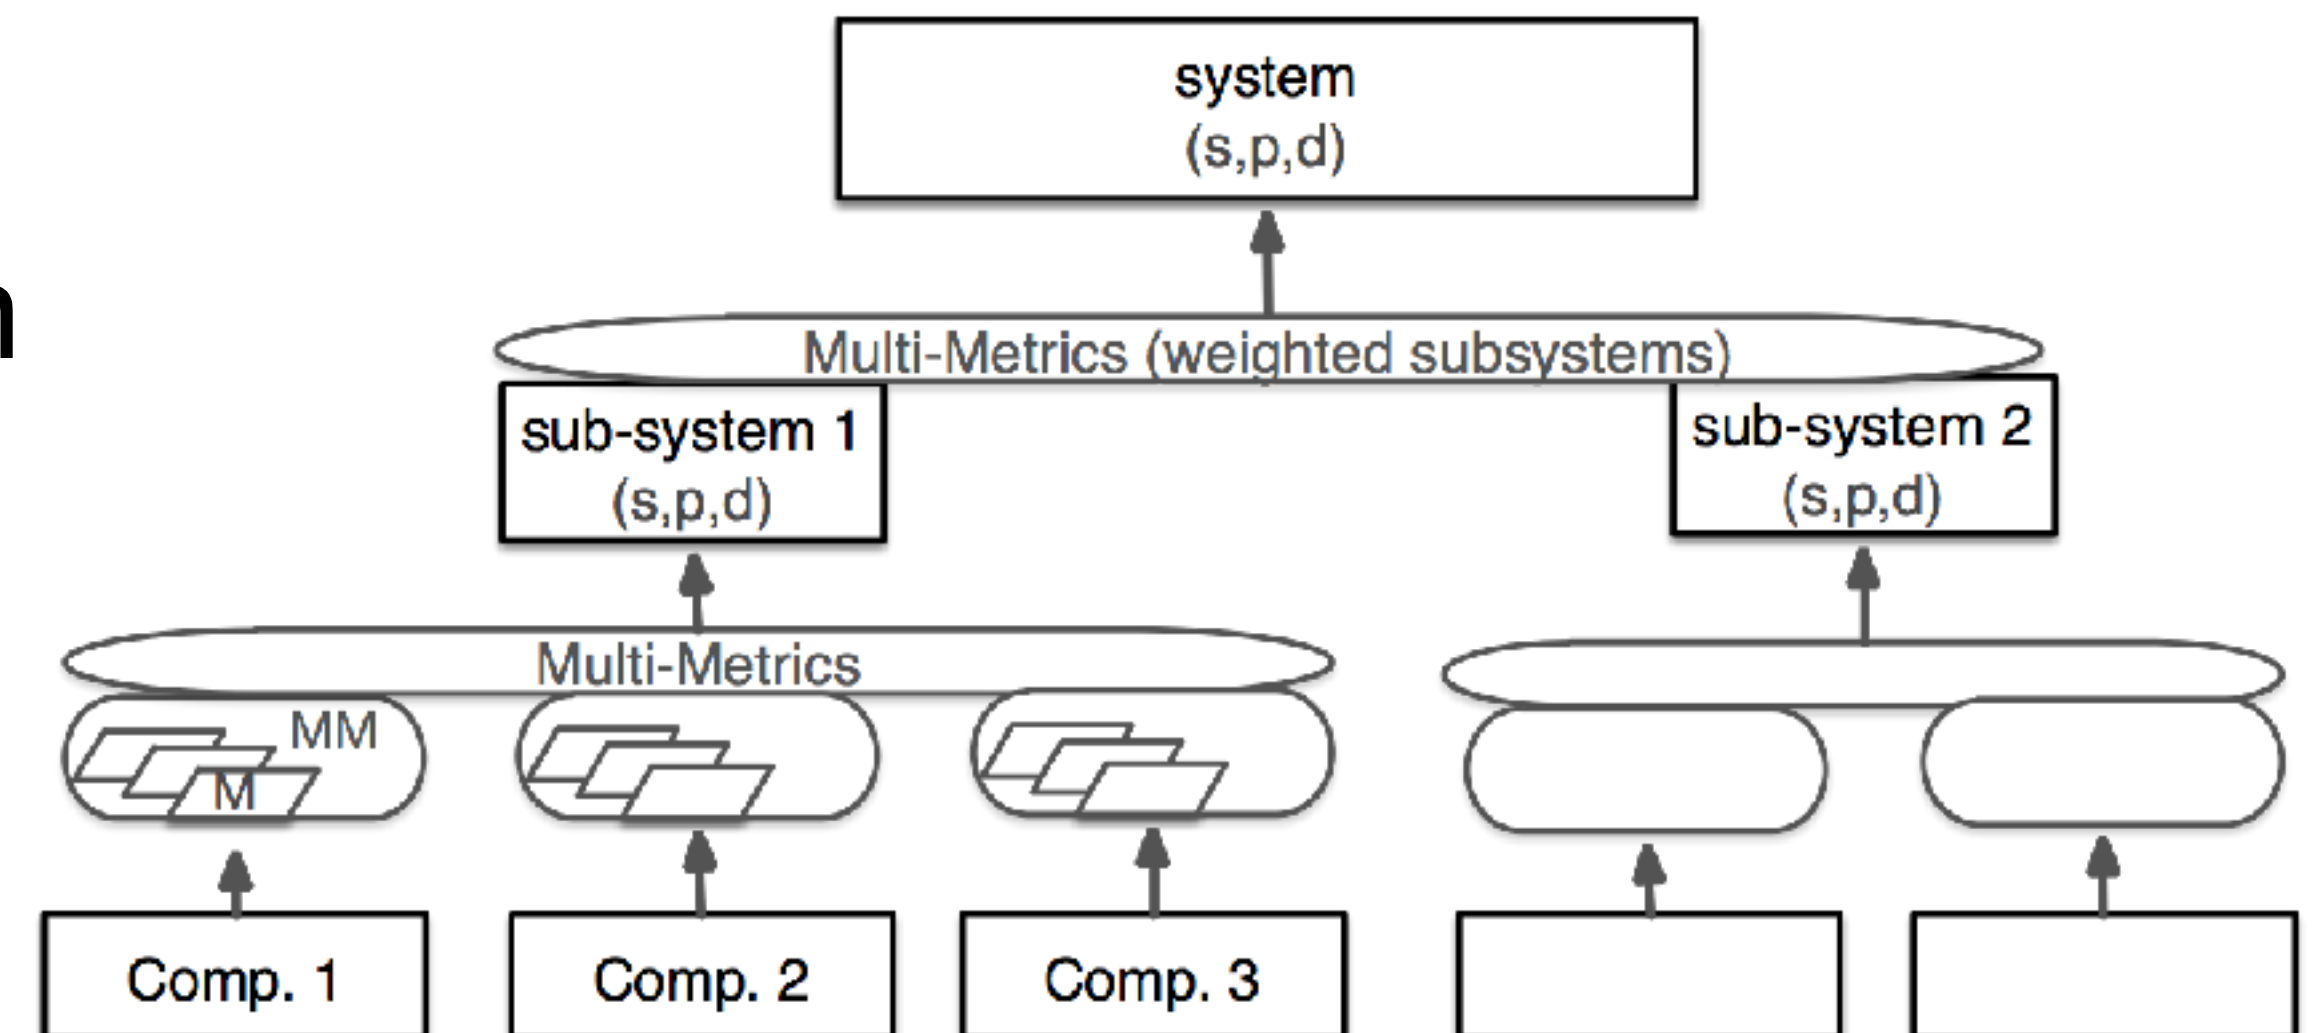 system
(s,p,d)
n
Multi-Metrics (weighted subsystems)
sub-system 1
(s,p,d)
sub-system 2
(s,p,d)
Multi-Metrics
MM
M
Comp. 1
Comp. 2
Comp. 3